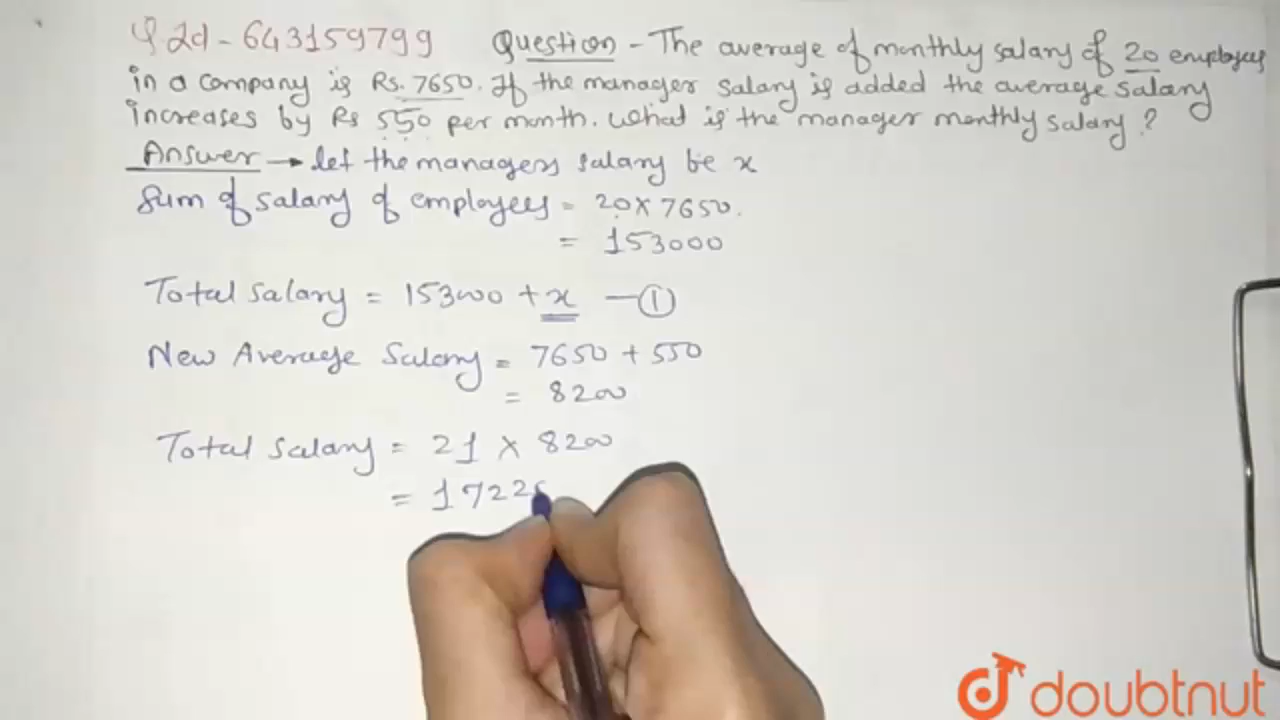 Q Id - 643159799 Question - The average of monthly salary of 20 employees
in a company is Rs. 7650. If the manager salary is added the average salary
increases by Rs 550 per month. What is the manager monthly salary?
Answer → let the managers salary be x
Sum of salary of employees = 20 X 7650.
= 153000
Total salary = 153000 + x — ①
New Average Salary = 7650 + 550
= 8200
Total salary = 21 X 8200
= 1722
doubtnut